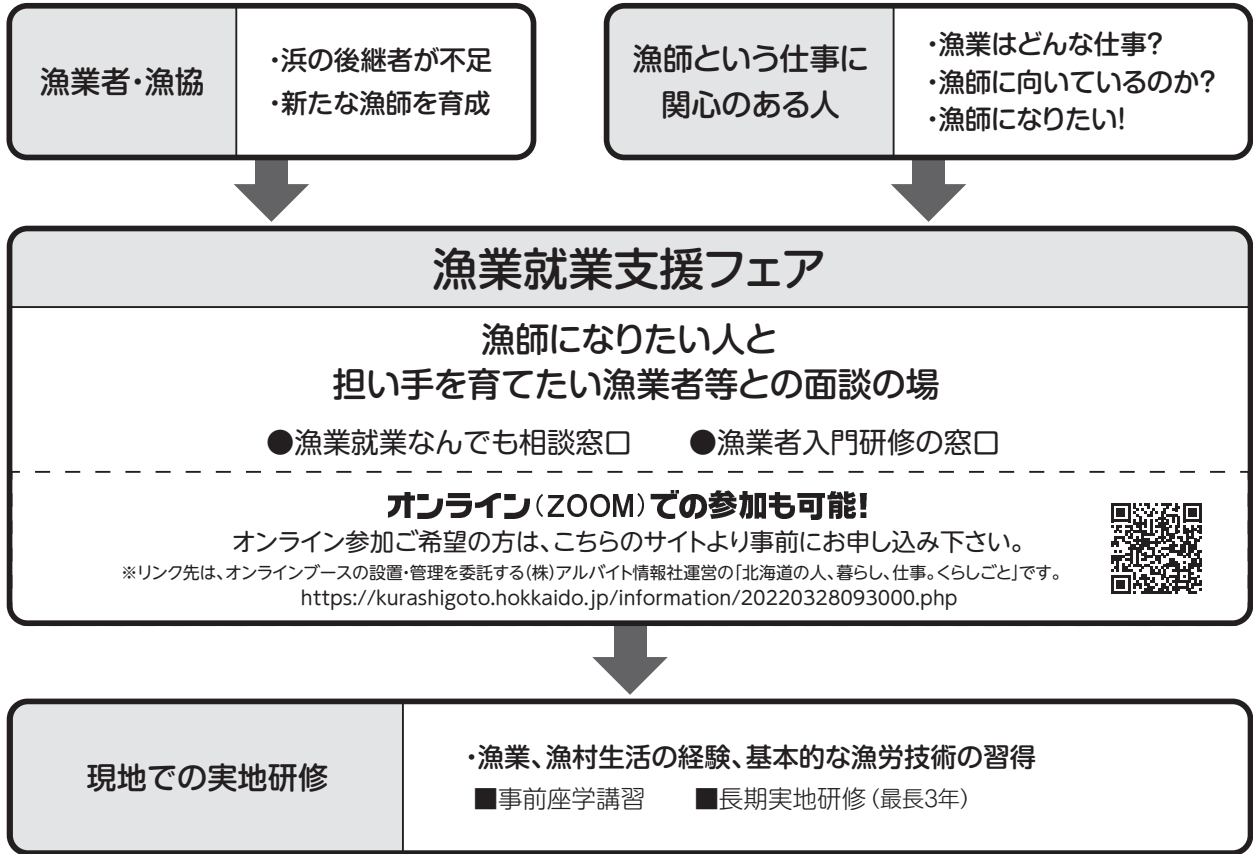 漁業者・漁協
・浜の後継者が不足
・新たな漁師を育成
漁師という仕事に
関心のある人
・漁業はどんな仕事?
・漁師に向いているのか?
・漁師になりたい!
漁業就業支援フェア
漁師になりたい人と
担い手を育てたい漁業者等との面談の場
●漁業就業なんでも相談窓口 ●漁業者入門研修の窓口
オンライン(ZOOM)での参加も可能!
オンライン参加ご希望の方は、こちらのサイトより事前にお申し込み下さい。
※リンク先は、オンラインブースの設置・管理を委託する(株)アルバイト情報社運営の「北海道の人、暮らし、仕事。くらしごと」です。
https://kurashigoto.hokkaido.jp/information/20220328093000.php
現地での実地研修
・漁業、漁村生活の経験、基本的な漁労技術の習得
■事前座学講習 ■長期実地研修(最長3年)